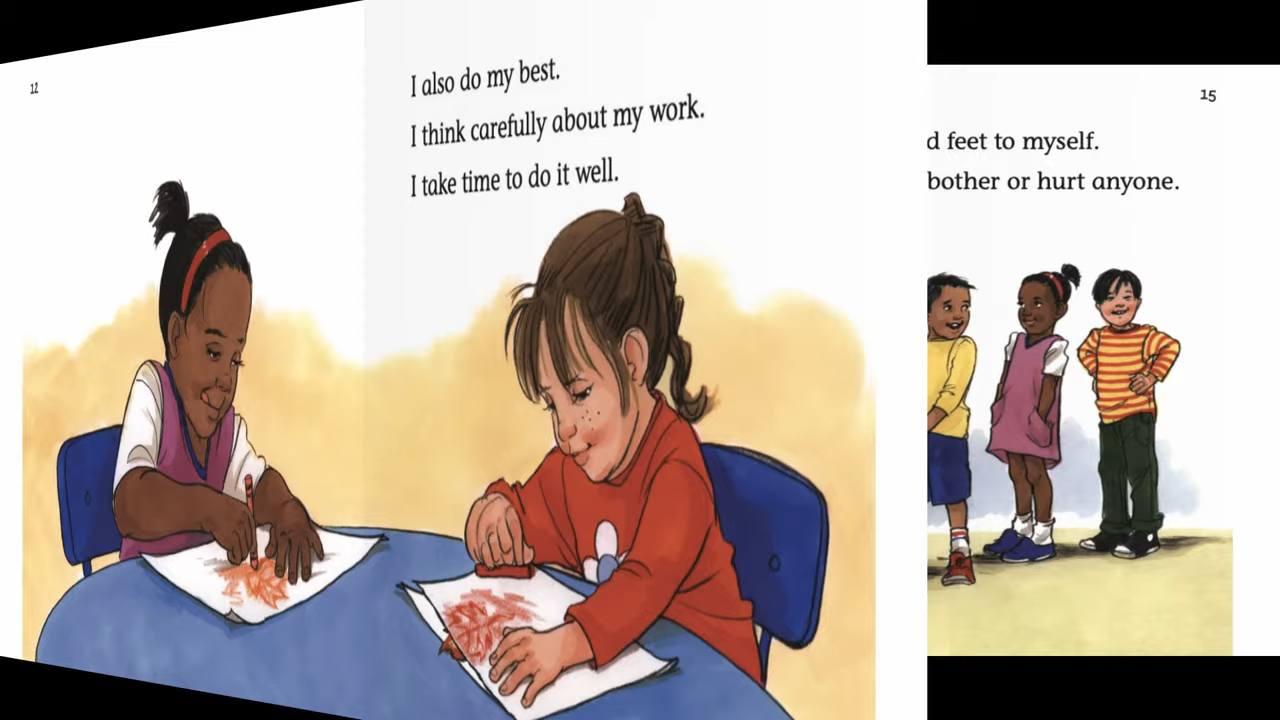 12
I also do my best.
I think carefully about my work.
I take time to do it well.
15
feet to myself.
bother or hurt anyone.